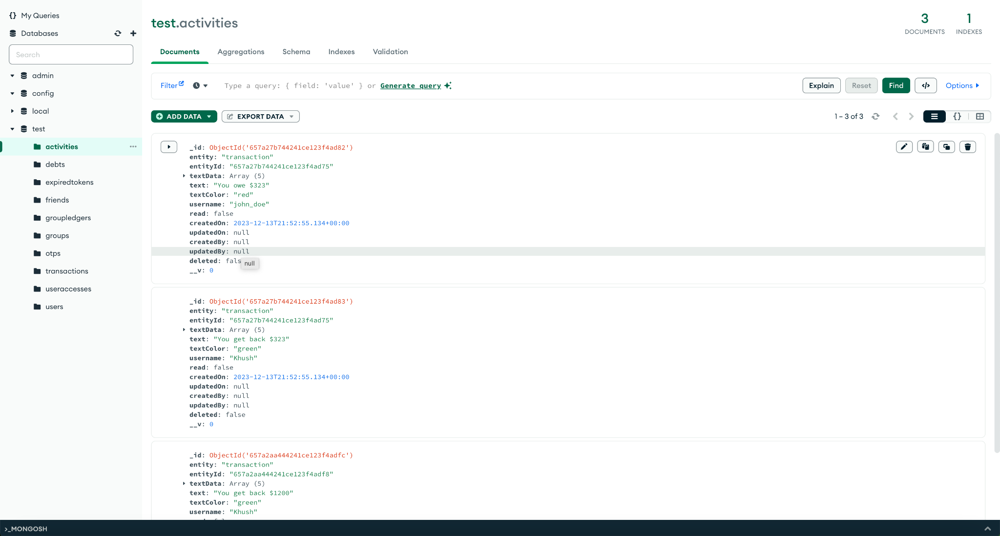 My Queries
Databases
Search
admin
config
local
test
activities
debts
expiredtokens
friends
groupledgers
groups
otps
transactions
useraccesses
users
test.activities
3
DOCUMENTS
1
INDEXES
Documents Aggregations Schema Indexes Validation
Filter Type a query: { field: 'value' } or Generate query Explain Reset Find </> Options
ADD DATA EXPORT DATA 1 – 3 of 3 {}
_id: ObjectId('657a27b744241ce123f4ad82')
entity: "transaction"
entityId: "657a27b744241ce123f4ad75"
textData: Array (5)
text: "You owe $323"
textColor: "red"
username: "john_doe"
read: false
createdOn: 2023-12-13T21:52:55.134+00:00
updatedOn: null
createdBy: null
updatedBy: null
deleted: fals
null
__v: 0
_id: ObjectId('657a27b744241ce123f4ad83')
entity: "transaction"
entityId: "657a27b744241ce123f4ad75"
textData: Array (5)
text: "You get back $323"
textColor: "green"
username: "Khush"
read: false
createdOn: 2023-12-13T21:52:55.134+00:00
updatedOn: null
createdBy: null
updatedBy: null
deleted: false
__v: 0
_id: ObjectId('657a2aa444241ce123f4adfc')
entity: "transaction"
entityId: "657a2aa444241ce123f4adf8"
textData: Array (5)
text: "You get back $1200"
textColor: "green"
username: "Khush"
>_MONGOSH